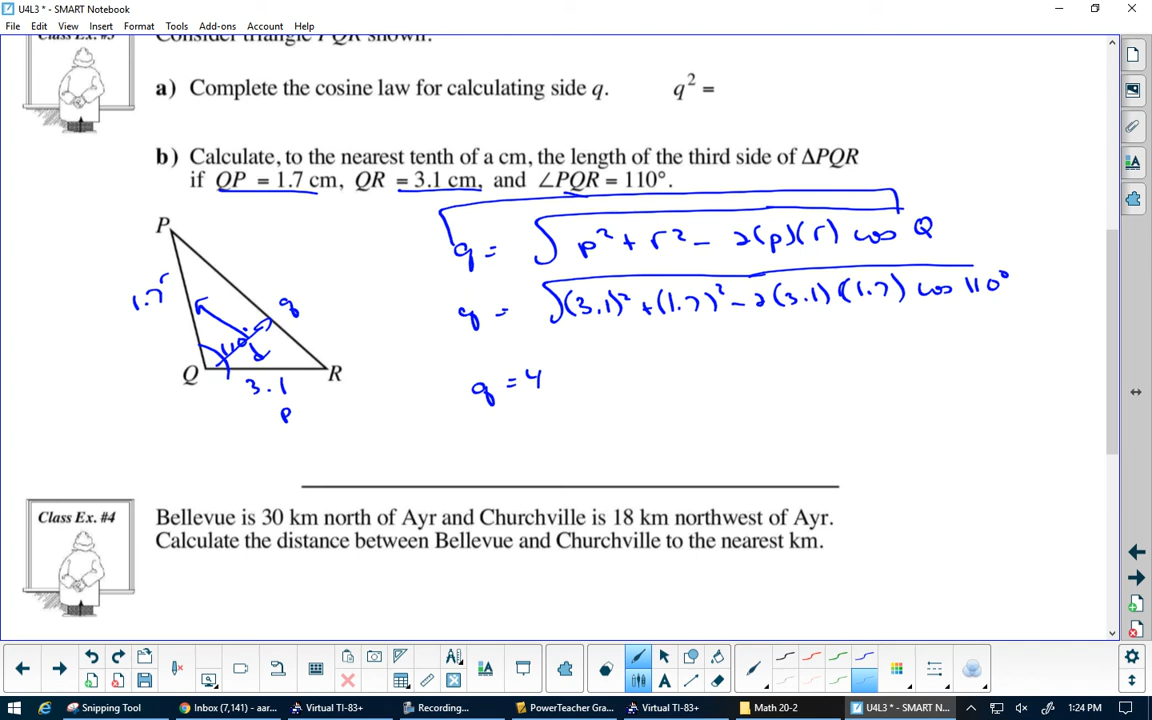 U4L3 * - SMART Notebook
File Edit View Insert Format Tools Add-ons Help
Class Ex. #3
Consider triangle PQR shown.
a) Complete the cosine law for calculating side q. q² =
b) Calculate, to the nearest tenth of a cm, the length of the third side of ΔPQR
if QP = 1.7 cm, QR = 3.1 cm, and ∠PQR = 110°.
q = √p² + r² - 2(p)(r) cos Q
q = √(3.1)² + (1.7)² - 2(3.1)(1.7) cos 110°
q = 4
P
r
1.7
q
110°
Q
3.1
R
p
Class Ex. #4
Bellevue is 30 km north of Ayr and Churchville is 18 km northwest of Ayr.
Calculate the distance between Bellevue and Churchville to the nearest km.
Snipping Tool
Inbox (7,141) - aar...
Virtual TI-83+
Recording...
PowerTeacher Gra...
Virtual TI-83+
Math 20-2
U4L3 * - SMART N...
1:24 PM